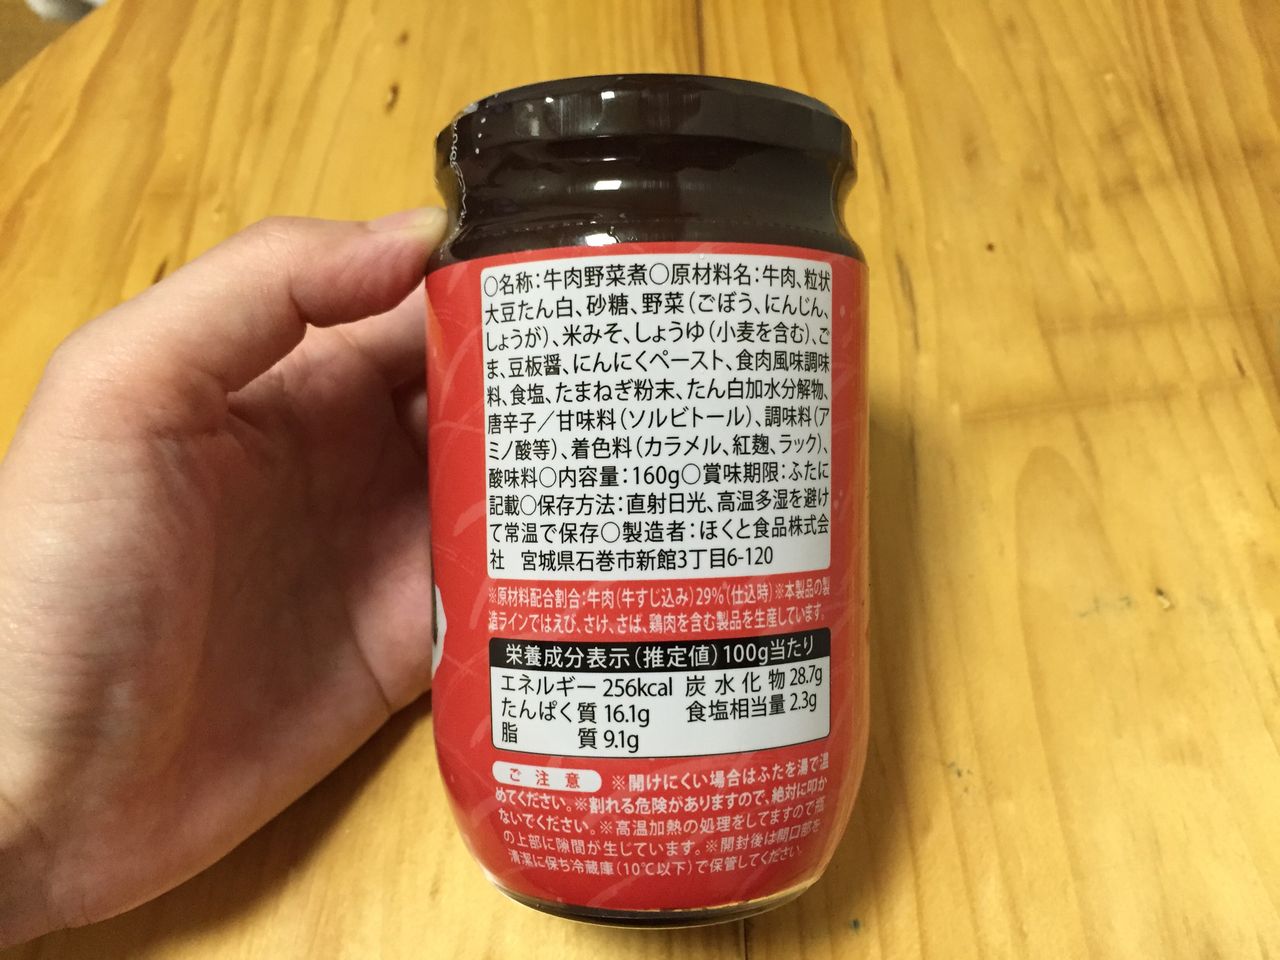 ○名称：牛肉野菜煮○原材料名：牛肉、粒状
大豆たん白、砂糖、野菜（ごぼう、にんじん、
しょうが）、米みそ、しょうゆ（小麦を含む）、ご
ま、豆板醤、にんにくペースト、食肉風味調味
料、食塩、たまねぎ粉末、たん白加水分解物、
唐辛子／甘味料（ソルビトール）、調味料（ア
ミノ酸等）、着色料（カラメル、紅麹、ラック）、
酸味料○内容量：160g○賞味期限：ふたに
記載○保存方法：直射日光、高温多湿を避け
て常温で保存○製造者：ほくと食品株式会
社　宮城県石巻市新館3丁目6-120
※原材料配合割合：牛肉（牛すじ込み）29％（仕込時）※本製品の製
造ラインではえび、さけ、さば、鶏肉を含む製品を生産しています。
栄養成分表示（推定値）100g当たり
エネルギー 256kcal 炭水化物 28.7g
たんぱく質 16.1g 食塩相当量 2.3g
脂質 9.1g
ご注意 ※開けにくい場合はふたを湯で温
めてください。※割れる危険がありますので、絶対に叩か
ないでください。※高温加熱の処理をしてますので瓶
の上部に隙間が生じています。※開封後は開口部を
清潔に保ち冷蔵庫（10℃以下）で保管してください。